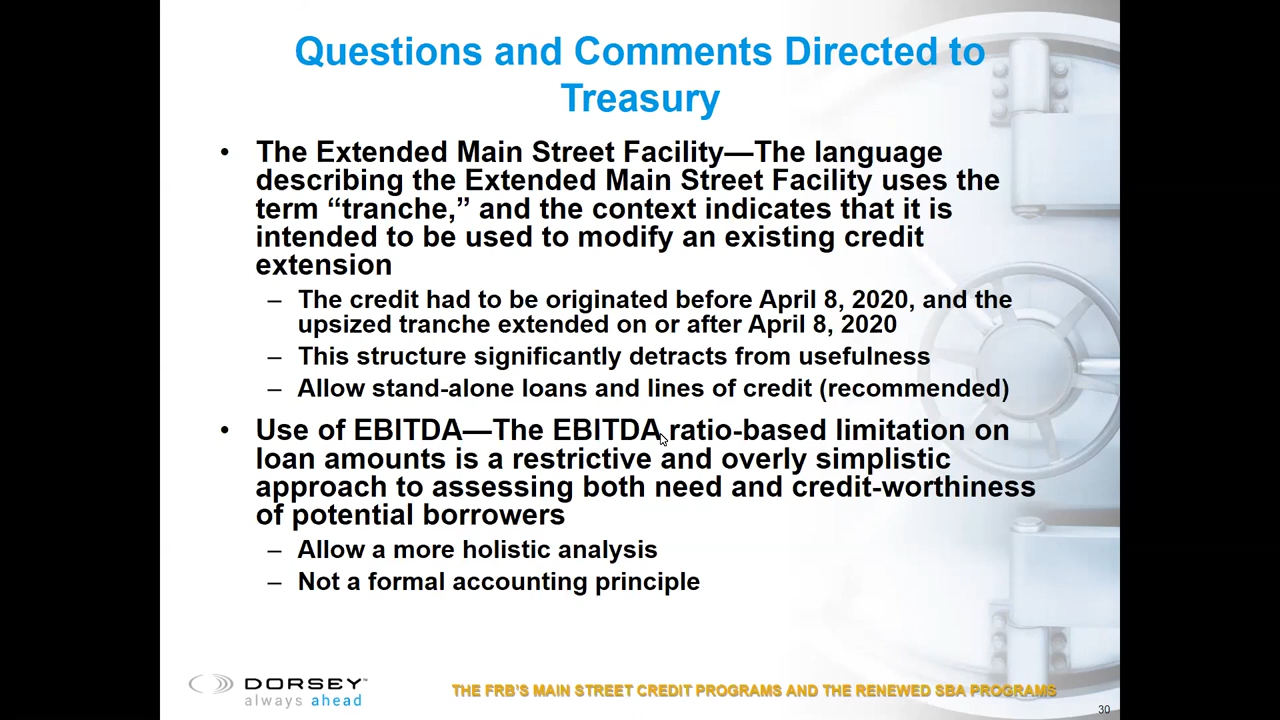 Questions and Comments Directed to
Treasury
• The Extended Main Street Facility—The language
describing the Extended Main Street Facility uses the
term “tranche,” and the context indicates that it is
intended to be used to modify an existing credit
extension
– The credit had to be originated before April 8, 2020, and the
upsized tranche extended on or after April 8, 2020
– This structure significantly detracts from usefulness
– Allow stand-alone loans and lines of credit (recommended)
• Use of EBITDA—The EBITDA ratio-based limitation on
loan amounts is a restrictive and overly simplistic
approach to assessing both need and credit-worthiness
of potential borrowers
– Allow a more holistic analysis
– Not a formal accounting principle
DORSEY™
always ahead
THE FRB’S MAIN STREET CREDIT PROGRAMS AND THE RENEWED SBA PROGRAMS
30